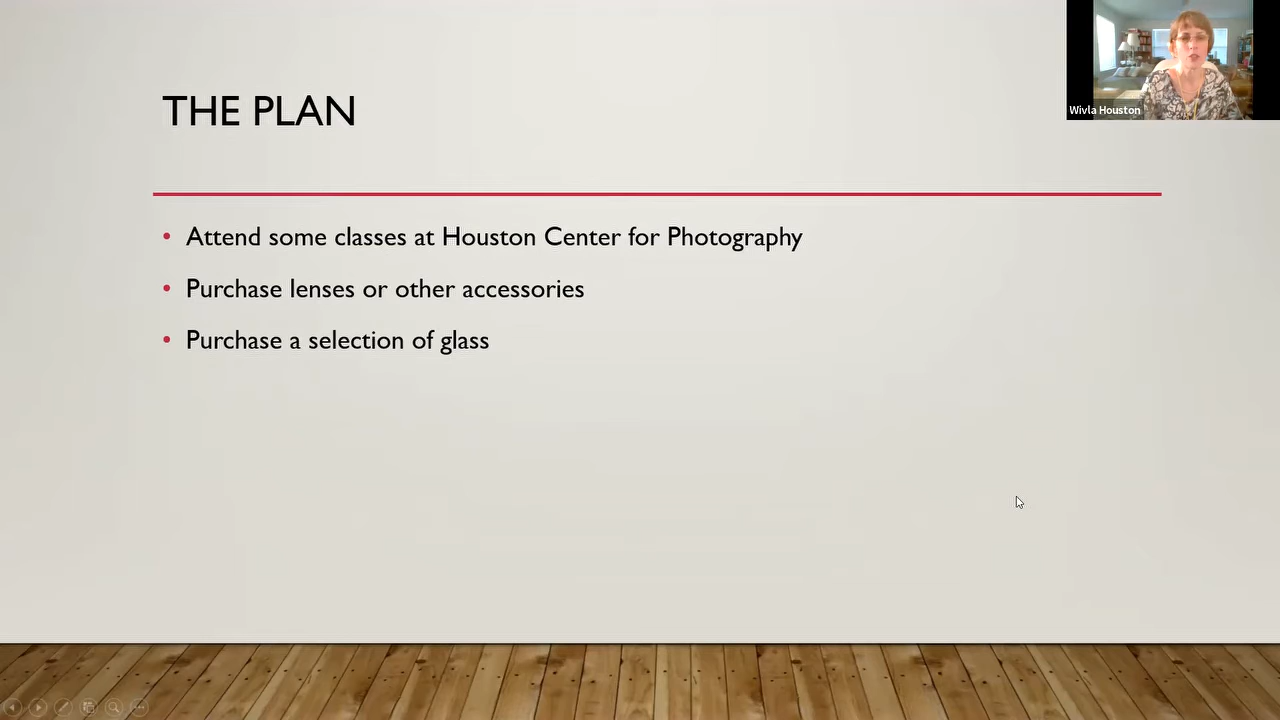 Wivla Houston
THE PLAN
• Attend some classes at Houston Center for Photography
• Purchase lenses or other accessories
• Purchase a selection of glass